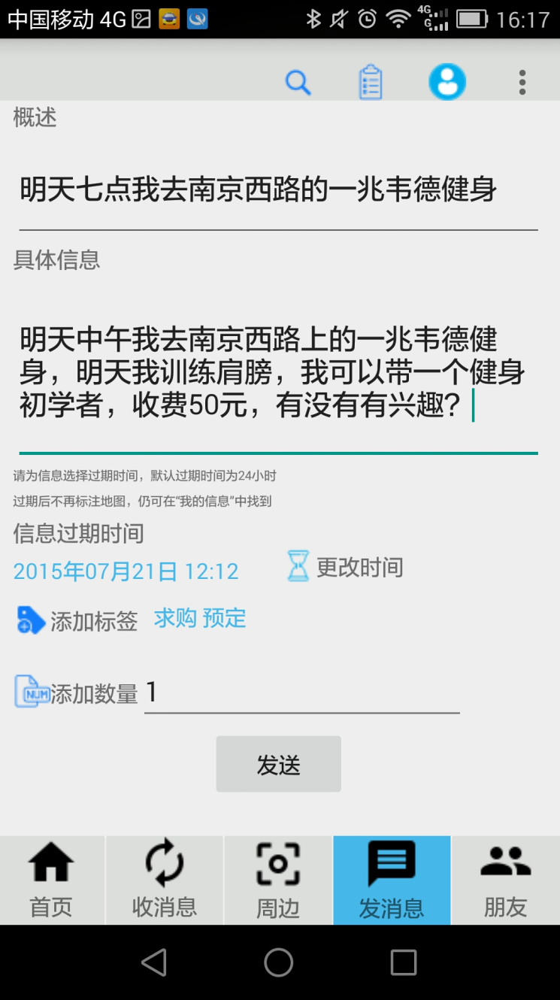 中国移动 4G 4G G 16:17
概述
明天七点我去南京西路的一兆韦德健身
具体信息
明天中午我去南京西路上的一兆韦德健
身，明天我训练肩膀，我可以带一个健身
初学者，收费50元，有没有有兴趣?
请为信息选择过期时间，默认过期时间为24小时
过期后不再标注地图，仍可在“我的信息”中找到
信息过期时间
2015年07月21日 12:12 更改时间
添加标签 求购 预定
NUM 添加数量 1
发送
首页 收消息 周边 发消息 朋友